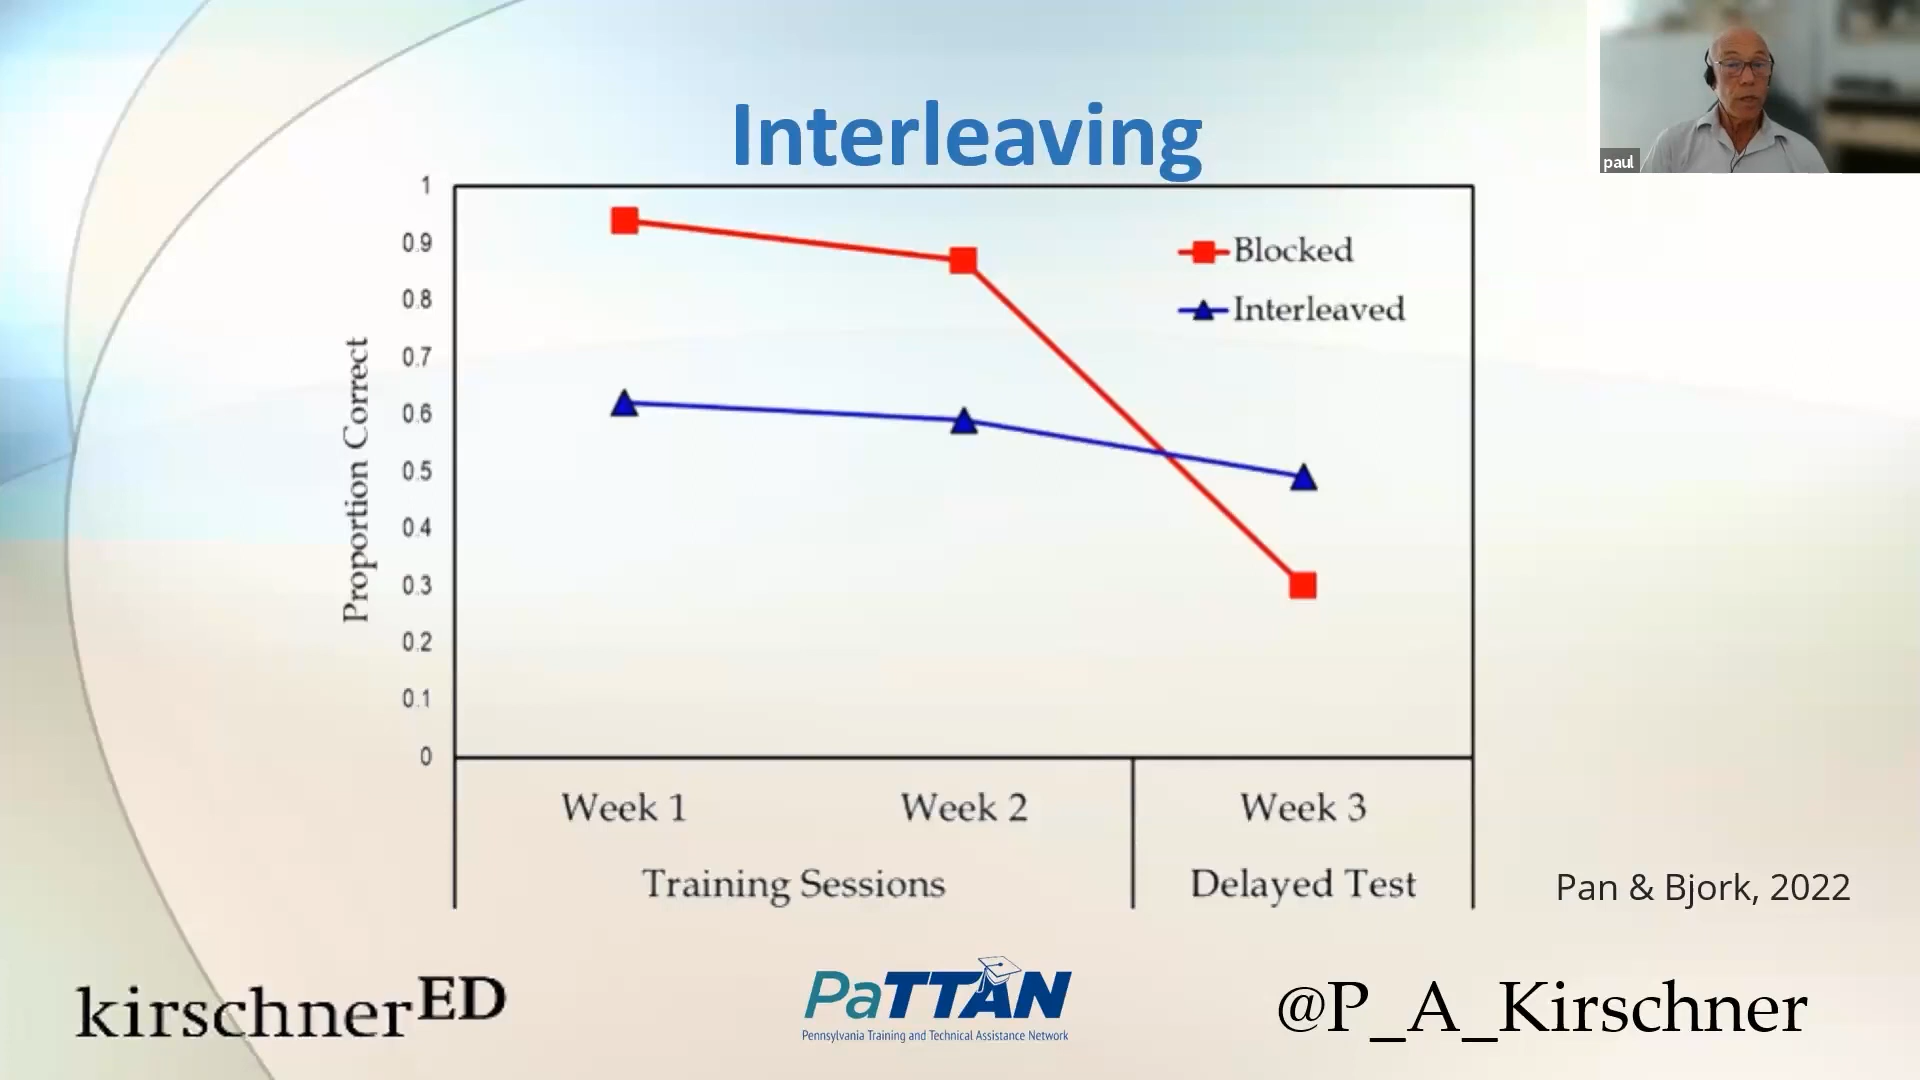 Interleaving
paul
1
0.9
0.8
0.7
0.6
0.5
0.4
0.3
0.2
0.1
0
Proportion Correct
Blocked
Interleaved
Week 1
Week 2
Week 3
Training Sessions
Delayed Test
Pan & Bjork, 2022
kirschnerED
PaTTAN
Pennsylvania Training and Technical Assistance Network
@P_A_Kirschner